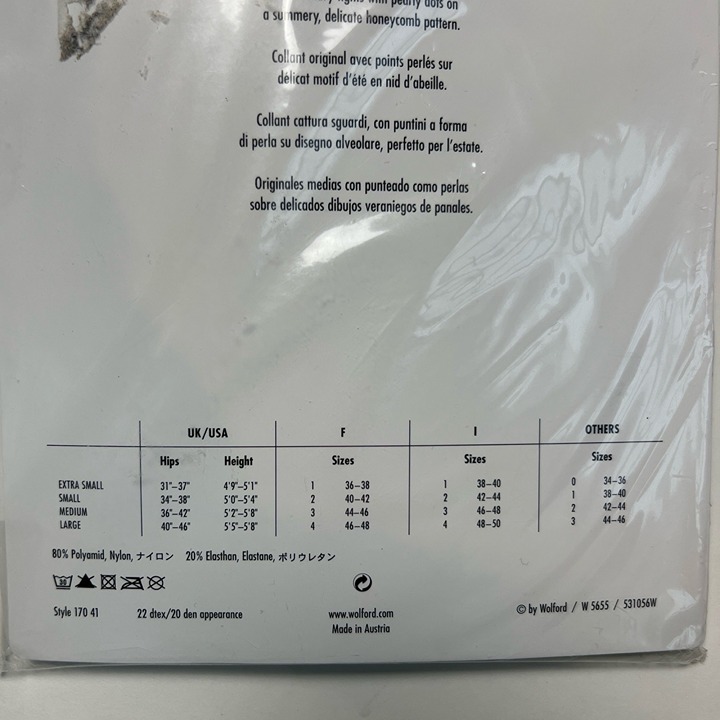 pearly dots on
a summery, delicate honeycomb pattern.
Collant original avec points perlés sur
délicat motif d'été en nid d'abeille.
Collant cattura sguardi, con puntini a forma
di perla su disegno alveolare, perfetto per l'estate.
Originales medias con punteado como perlas
sobre delicados dibujos veraniegos de panales.
UK/USA F I OTHERS
Hips Height Sizes Sizes Sizes
EXTRA SMALL 31"–37" 4'9"–5'1" 1 36–38 1 38–40 0 34–36
SMALL 34"–38" 5'0"–5'4" 2 40–42 2 42–44 1 38–40
MEDIUM 36"–42" 5'2"–5'8" 3 44–46 3 46–48 2 42–44
LARGE 40"–46" 5'5"–5'8" 4 46–48 4 48–50 3 44–46
80% Polyamid, Nylon, ナイロン 20% Elasthan, Elastane, ポリウレタン
30
Style 170 41 22 dtex/20 den appearance www.wolford.com © by Wolford / W 5655 / 531056W
Made in Austria